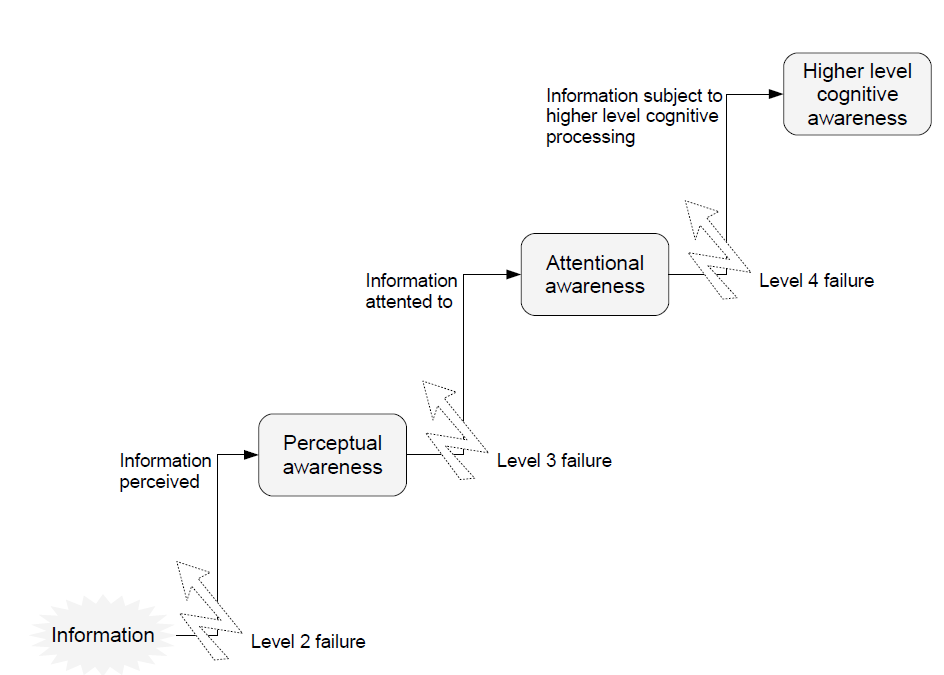 Higher level
cognitive
awareness
Information subject to
higher level cognitive
processing
Attentional
awareness
Level 4 failure
Information
attented to
Perceptual
awareness
Level 3 failure
Information
perceived
Information
Level 2 failure